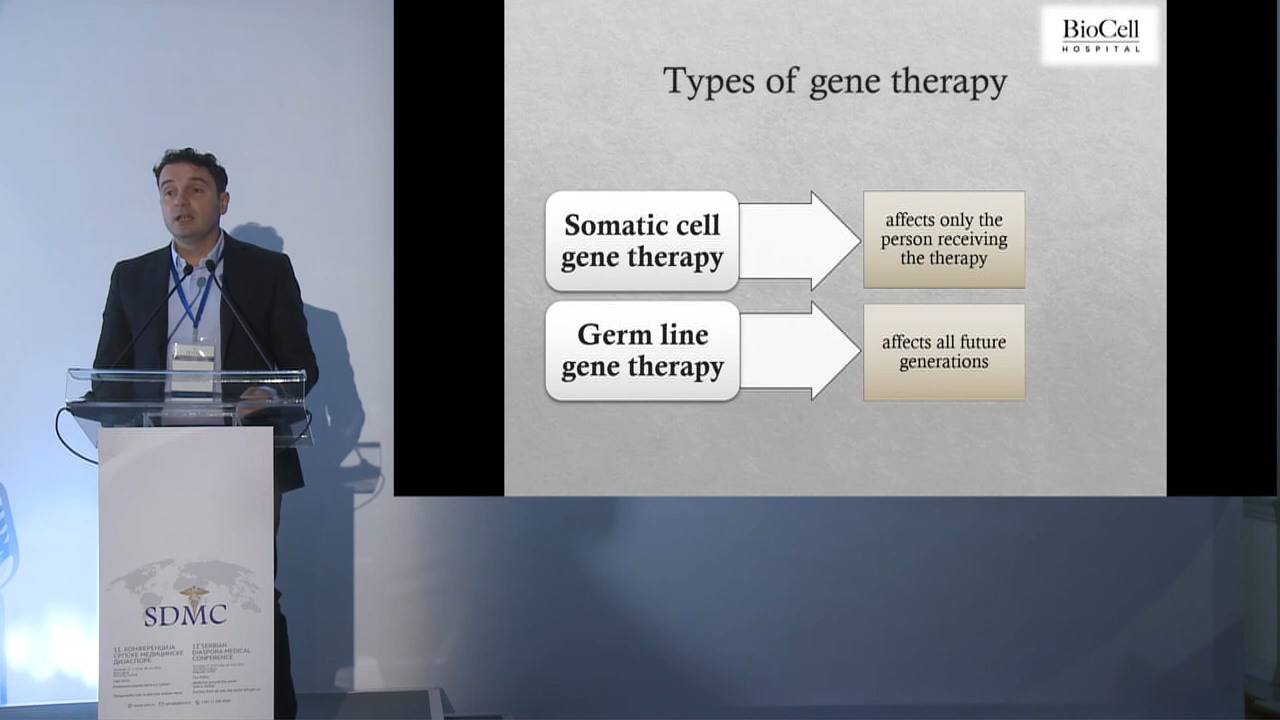 BioCell
HOSPITAL
Types of gene therapy
Somatic cell
gene therapy
affects only the
person receiving
the therapy
Germ line
gene therapy
affects all future
generations
SDMC
11. КОНФЕРЕНЦИЈА
СРПСКЕ МЕДИЦИНСКЕ
ДИЈАСПОРЕ
SERBIAN
DIASPORA MEDICAL
CONFERENCE